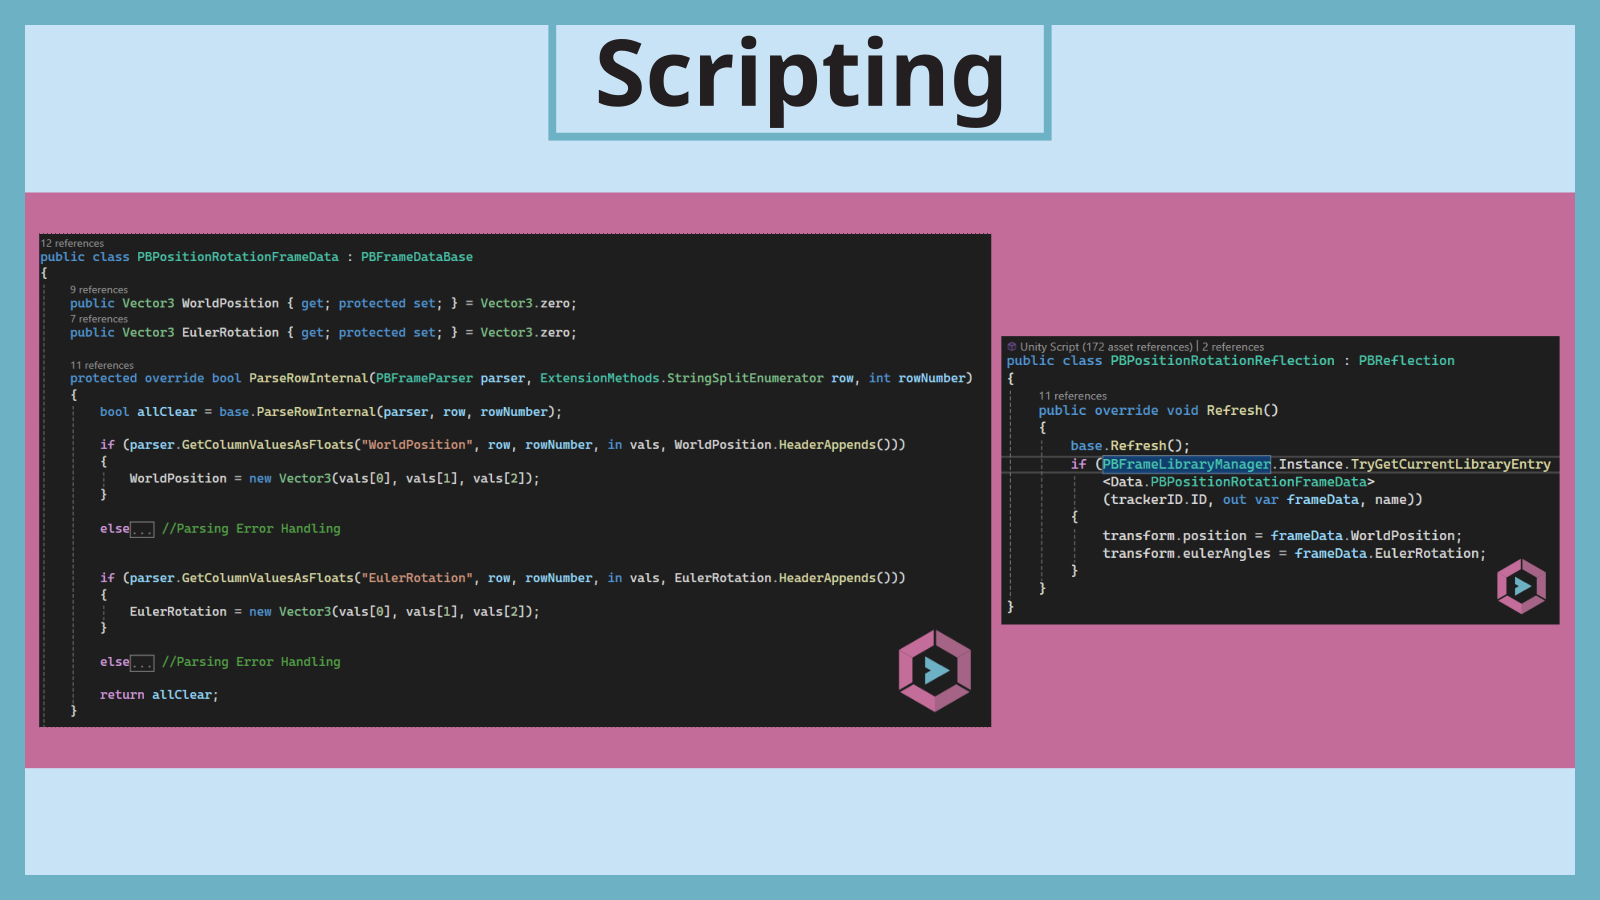 Scripting
12 references
public class PBPositionRotationFrameData : PBFrameDataBase
{
9 references
public Vector3 WorldPosition { get; protected set; } = Vector3.zero;
7 references
public Vector3 EulerRotation { get; protected set; } = Vector3.zero;
11 references
protected override bool ParseRowInternal(PBFrameParser parser, ExtensionMethods.StringSplitEnumerator row, int rowNumber)
{
bool allClear = base.ParseRowInternal(parser, row, rowNumber);
if (parser.GetColumnValuesAsFloats("WorldPosition", row, rowNumber, in vals, WorldPosition.HeaderAppends()))
{
WorldPosition = new Vector3(vals[0], vals[1], vals[2]);
}
else... //Parsing Error Handling
if (parser.GetColumnValuesAsFloats("EulerRotation", row, rowNumber, in vals, EulerRotation.HeaderAppends()))
{
EulerRotation = new Vector3(vals[0], vals[1], vals[2]);
}
else... //Parsing Error Handling
return allClear;
}
Unity Script (172 asset references) | 2 references
public class PBPositionRotationReflection : PBReflection
{
11 references
public override void Refresh()
{
base.Refresh();
if (PBFrameLibraryManager.Instance.TryGetCurrentLibraryEntry
<Data.PBPositionRotationFrameData>
(trackerID.ID, out var frameData, name))
{
transform.position = frameData.WorldPosition;
transform.eulerAngles = frameData.EulerRotation;
}
}
}